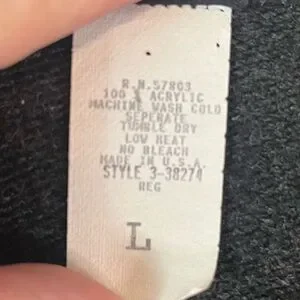 R.N.57803
100 % ACRYLIC
MACHINE WASH COLD
SEPERATE
TUMBLE DRY
LOW HEAT
NO BLEACH
MADE IN U.S.A.
STYLE 3-38274
REG
L